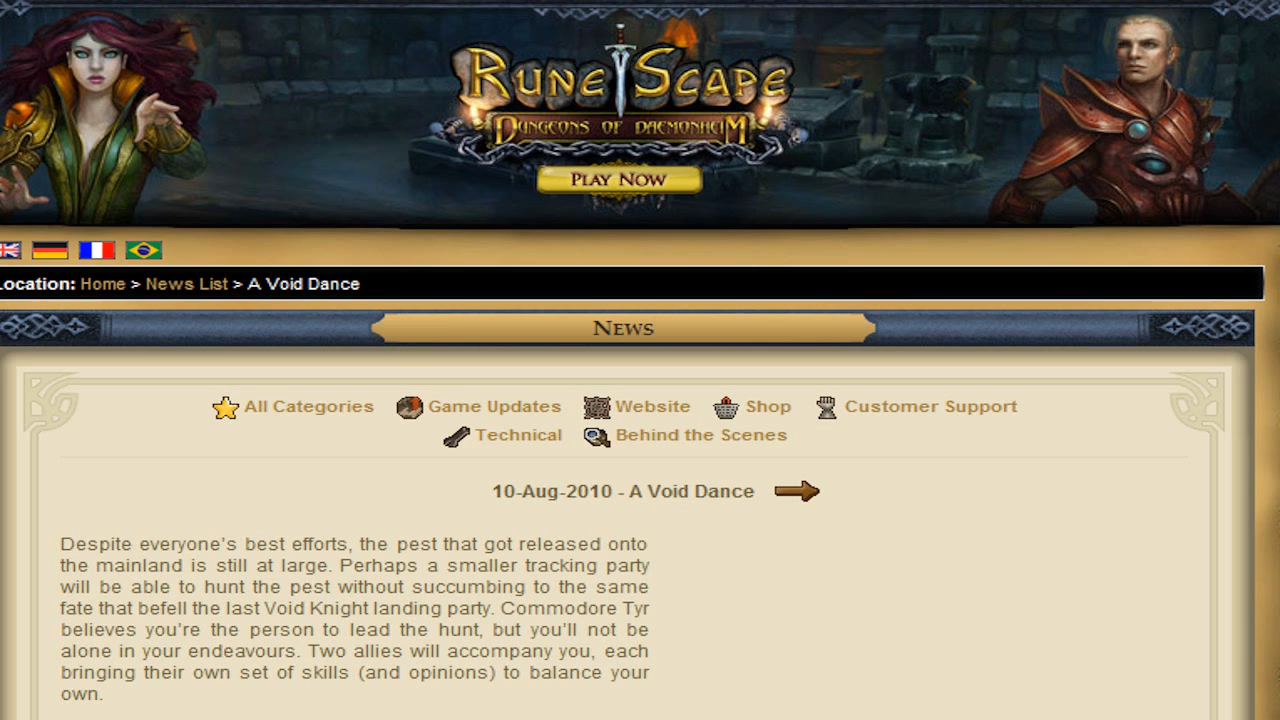 RUNESCAPE
DUNGEONS OF DAEMONHEIM
PLAY NOW
Location: Home > News List > A Void Dance
NEWS
All Categories Game Updates Website Shop Customer Support
Technical Behind the Scenes
10-Aug-2010 - A Void Dance
Despite everyone's best efforts, the pest that got released onto
the mainland is still at large. Perhaps a smaller tracking party
will be able to hunt the pest without succumbing to the same
fate that befell the last Void Knight landing party. Commodore Tyr
believes you're the person to lead the hunt, but you'll not be
alone in your endeavours. Two allies will accompany you, each
bringing their own set of skills (and opinions) to balance your
own.